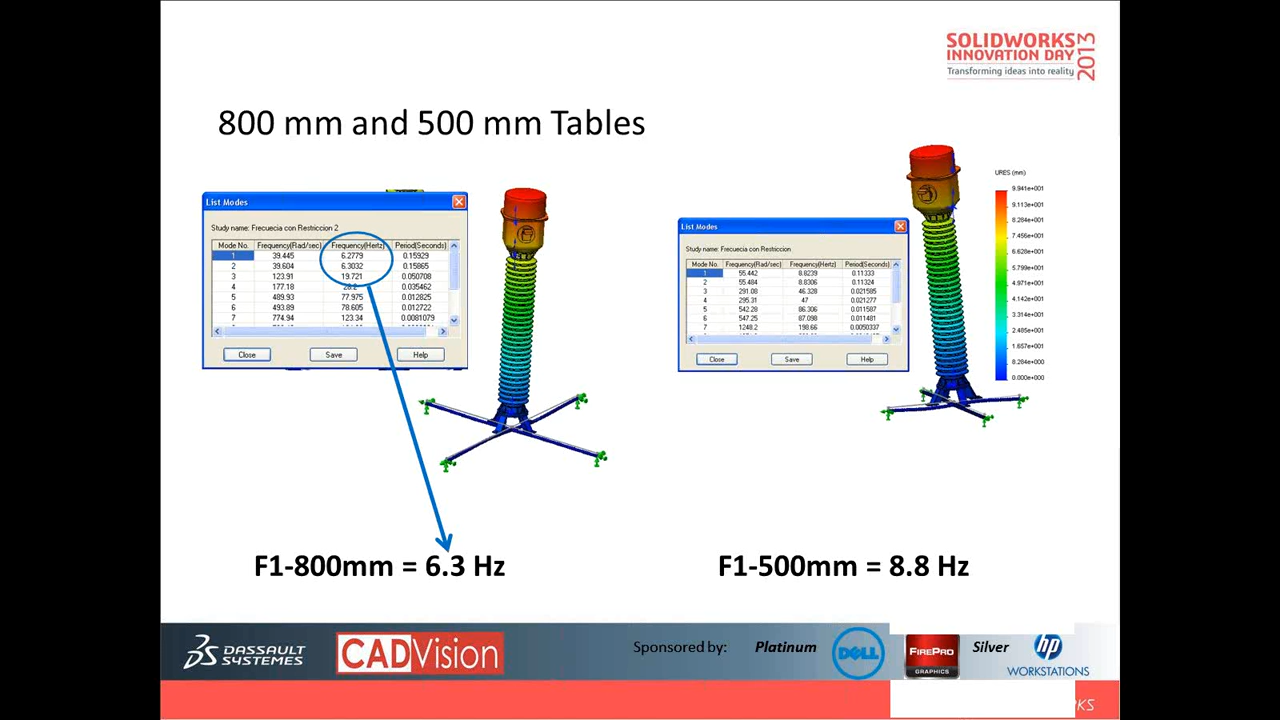 SOLIDWORKS
INNOVATION DAY
2013
Transforming ideas into reality
800 mm and 500 mm Tables
List Modes
Study name: Frecuecia con Restriccion 2
Mode No. Frequency(Rad/sec) Frequency(Hertz) Period(Seconds)
1 39.445 6.2779 0.15929
2 39.604 6.3032 0.15865
3 123.91 19.721 0.050708
4 177.18 28.2 0.035462
5 489.93 77.975 0.012825
6 493.89 78.605 0.012722
7 774.94 123.34 0.0081079
Close Save Help
List Modes
Study name: Frecuecia con Restriccion
Mode No. Frequency(Rad/sec) Frequency(Hertz) Period(Seconds)
1 55.442 8.8239 0.11333
2 55.484 8.8306 0.11324
3 291.08 46.328 0.021585
4 295.31 47 0.021277
5 542.28 86.306 0.011587
6 547.25 87.098 0.011481
7 1248.2 198.66 0.0050337
Close Save Help
URES (mm)
9.941e+001
9.113e+001
8.284e+001
7.456e+001
6.628e+001
5.799e+001
4.971e+001
4.142e+001
3.314e+001
2.485e+001
1.657e+001
8.284e+000
0.000e+000
F1-800mm = 6.3 Hz
F1-500mm = 8.8 Hz
DASSAULT
SYSTEMES
CADVision
Sponsored by: Platinum
DELL
FIREPRO
GRAPHICS
Silver
hp
WORKSTATIONS